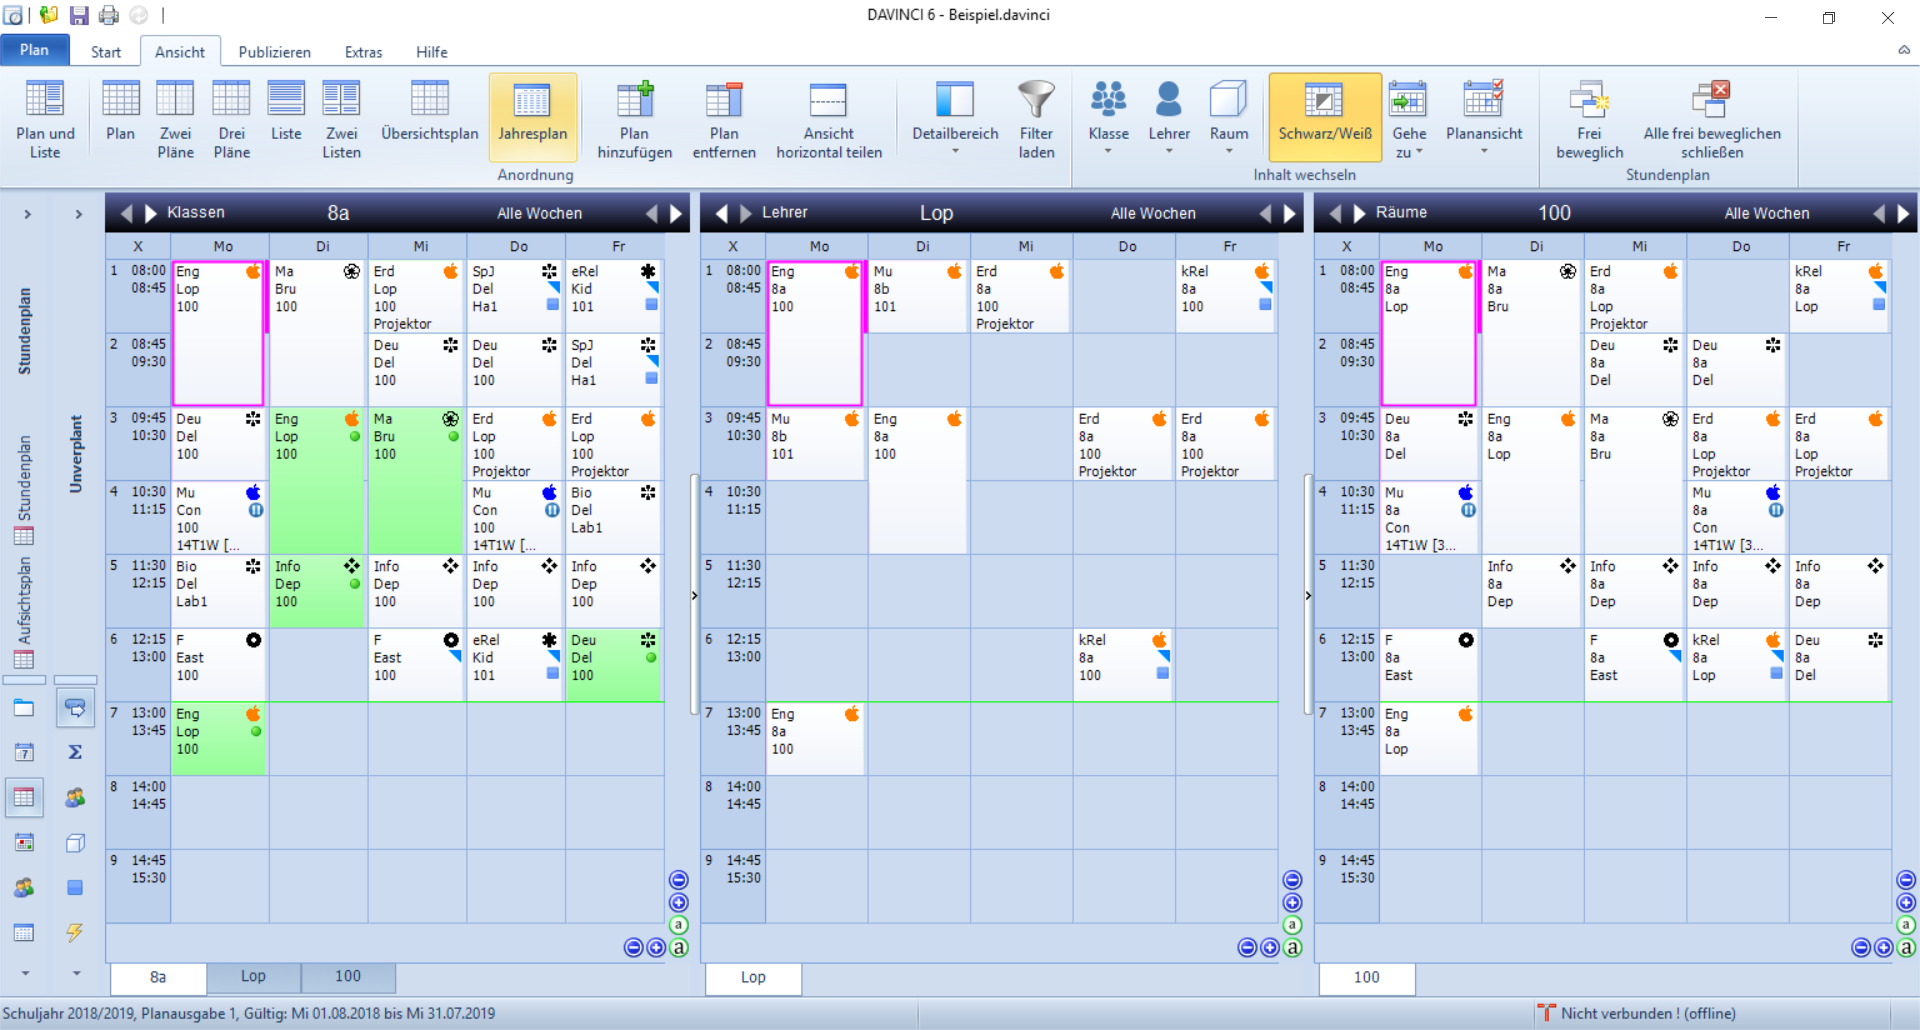 DAVINCI 6 - Beispiel.davinci
Plan Start Ansicht Publizieren Extras Hilfe
Plan und Liste
Plan
Zwei Pläne
Drei Pläne
Liste
Zwei Listen
Übersichtsplan
Jahresplan
Plan hinzufügen
Plan entfernen
Ansicht horizontal teilen
Detailbereich
Filter laden
Klasse
Lehrer
Raum
Schwarz/Weiß
Gehe zu
Planansicht
Frei beweglich
Alle frei beweglichen schließen
Anordnung
Inhalt wechseln
Stundenplan
Stundenplan
Stundenplan
Aufsichtsplan
Unverplant
7
Klassen 8a Alle Wochen
X Mo Di Mi Do Fr
1 08:00 08:45
Eng Lop 100
Ma Bru 100
Erd Lop 100 Projektor
SpJ Del Ha1
eRel Kid 101
2 08:45 09:30
Deu Del 100
Deu Del 100
SpJ Del Ha1
3 09:45 10:30
Deu Del 100
Eng Lop 100
Ma Bru 100
Erd Lop 100 Projektor
Erd Lop 100 Projektor
4 10:30 11:15
Mu Con 100 14T1W [...
Mu Con 100 14T1W [...
Bio Del Lab1
5 11:30 12:15
Bio Del Lab1
Info Dep 100
Info Dep 100
Info Dep 100
Info Dep 100
6 12:15 13:00
F East 100
F East 100
eRel Kid 101
Deu Del 100
7 13:00 13:45
Eng Lop 100
8 14:00 14:45
9 14:45 15:30
a
a
8a Lop 100
Lehrer Lop Alle Wochen
X Mo Di Mi Do Fr
1 08:00 08:45
Eng 8a 100
Mu 8b 101
Erd 8a 100 Projektor
kRel 8a 100
2 08:45 09:30
3 09:45 10:30
Mu 8b 101
Eng 8a 100
Erd 8a 100 Projektor
Erd 8a 100 Projektor
4 10:30 11:15
5 11:30 12:15
6 12:15 13:00
kRel 8a 100
7 13:00 13:45
Eng 8a 100
8 14:00 14:45
9 14:45 15:30
a
a
Lop
Räume 100 Alle Wochen
X Mo Di Mi Do Fr
1 08:00 08:45
Eng 8a Lop
Ma 8a Bru
Erd 8a Lop Projektor
kRel 8a Lop
2 08:45 09:30
Deu 8a Del
Deu 8a Del
3 09:45 10:30
Deu 8a Del
Eng 8a Lop
Ma 8a Bru
Erd 8a Lop Projektor
Erd 8a Lop Projektor
4 10:30 11:15
Mu 8a Con 14T1W [3...
Mu 8a Con 14T1W [3...
5 11:30 12:15
Info 8a Dep
Info 8a Dep
Info 8a Dep
Info 8a Dep
6 12:15 13:00
F 8a East
F 8a East
kRel 8a Lop
Deu 8a Del
7 13:00 13:45
Eng 8a Lop
8 14:00 14:45
9 14:45 15:30
a
a
100
Schuljahr 2018/2019, Planausgabe 1, Gültig: Mi 01.08.2018 bis Mi 31.07.2019
Nicht verbunden ! (offline)